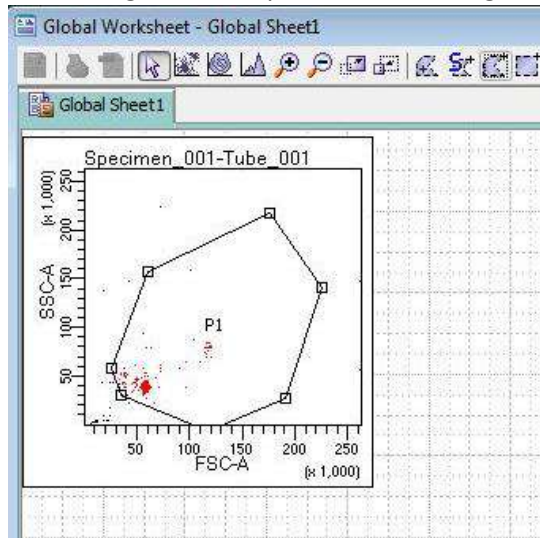 Global Worksheet - Global Sheet1
Global Sheet1
Specimen_001-Tube_001
(x 1,000)
SSC-A
250
200
150
100
50
P1
50 100 150 200 250
FSC-A
(x 1,000)